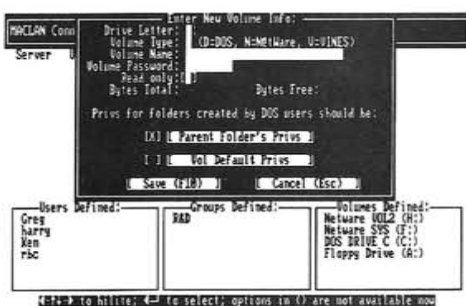 Enter New Volume Info:
MACLAN Conn
Drive Letter:
Volume Type: (D=DOS, N=NetWare, V=VINES)
Server
Volume Name:
Volume Password:
Read only:[ ]
Bytes Total: Bytes Free:
Privs for folders created by DOS users should be:
[X] [ Parent Folder's Privs ]
[ ] [ Vol Default Privs ]
[ Save (F10) ] [ Cancel (Esc) ]
Users Defined: Groups Defined: Volumes Defined:
Greg R&D Netware VOL2 (H:)
harry Netware SYS (F:)
Ken DOS DRIVE C (C:)
rbc Floppy Drive (A:)
to hilite; to select; options in () are not available now